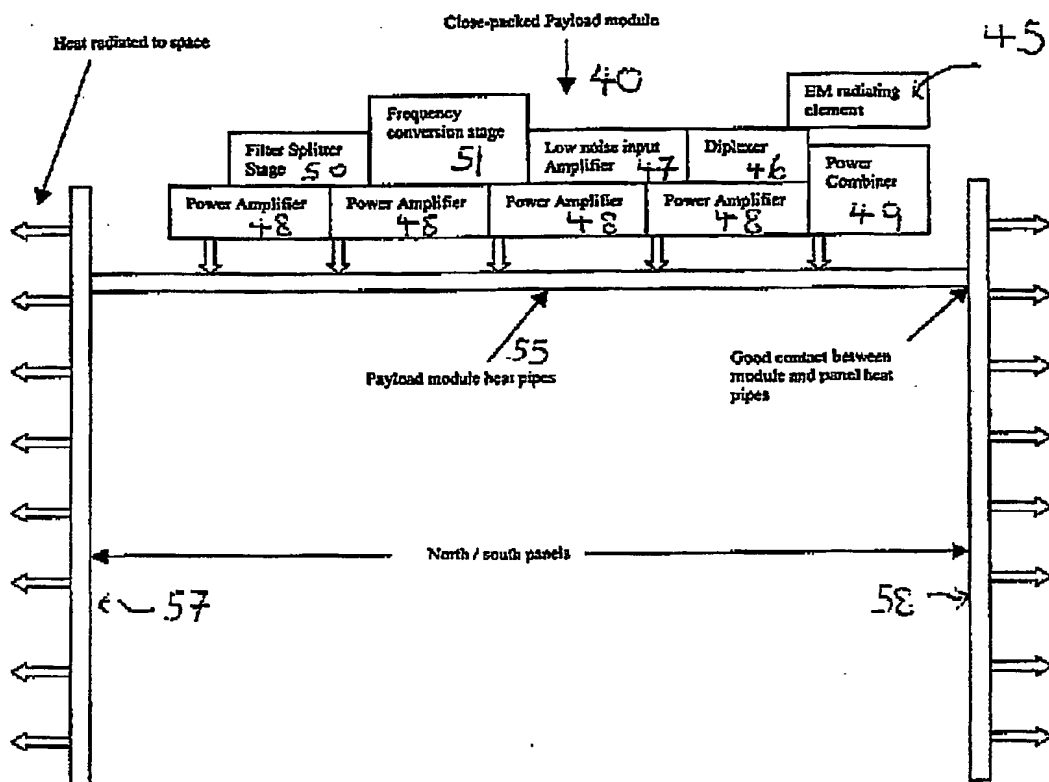 Close-packed Payload module
45
Heat radiated to space
40
EM radiating
element
Frequency
conversion stage
51
Filter Splitter
Stage 50
Low noise input
Amplifier 47
Diplexer
46
Power
Combiner
49
Power Amplifier
48
Power Amplifier
48
Power Amplifier
48
Power Amplifier
48
55
Payload module heat pipes
Good contact between
module and panel heat
pipes
North / south panels
57
58